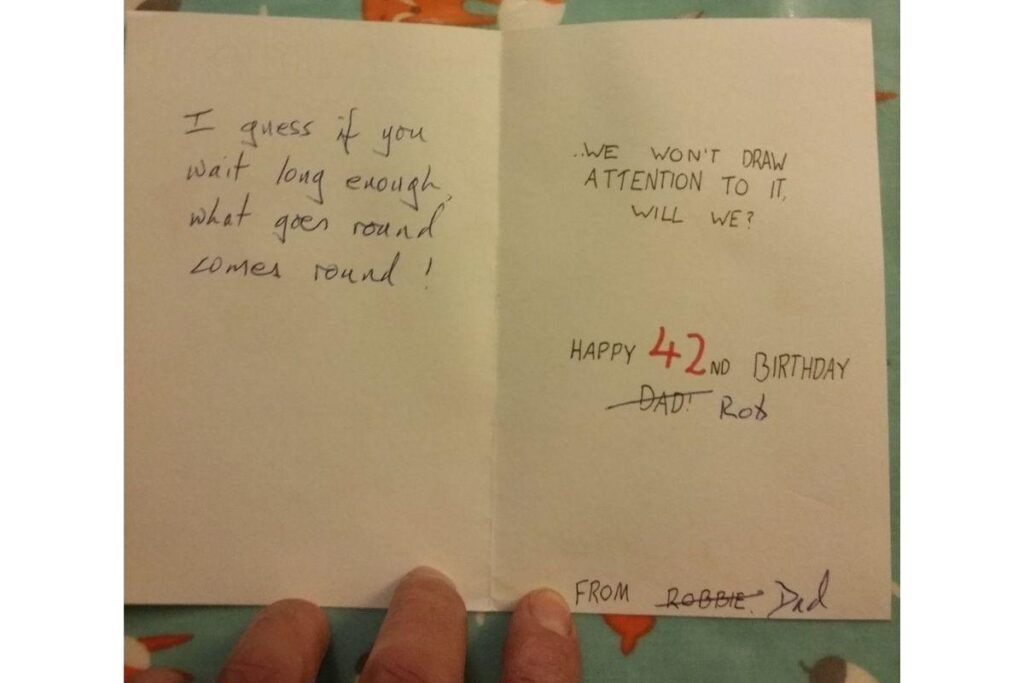 I guess if you
wait long enough,
what goes round
comes round !
..WE WON'T DRAW
ATTENTION TO IT,
WILL WE?
HAPPY 42ND BIRTHDAY
DAD! Rob
FROM ROBBIE. Dad